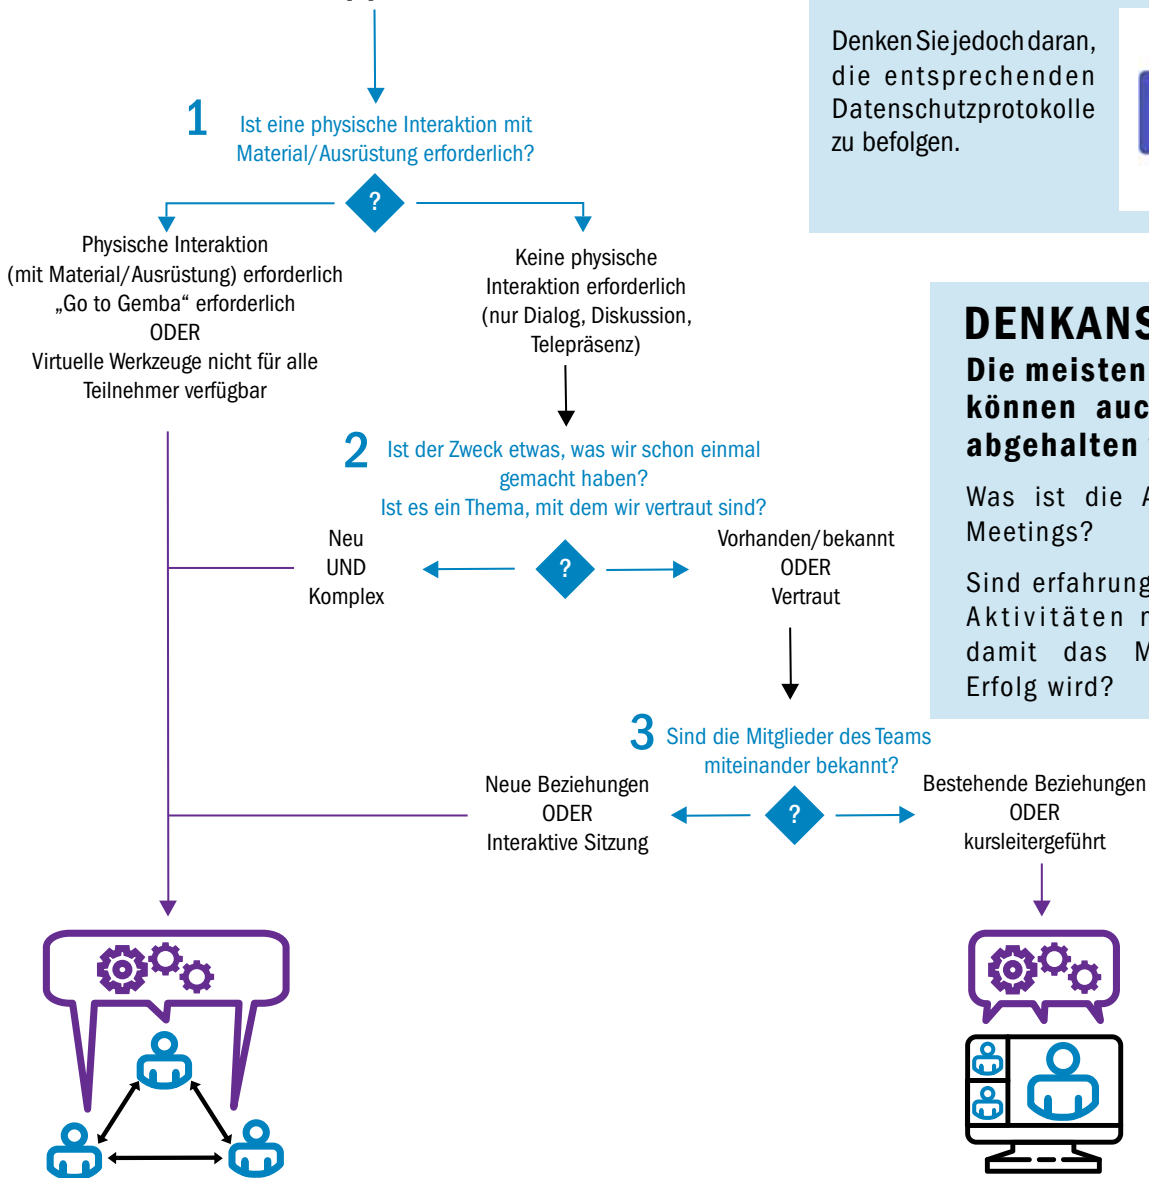 Denken Sie jedoch daran,
die entsprechenden
Datenschutzprotokolle
zu befolgen.
1
Ist eine physische Interaktion mit
Material/Ausrüstung erforderlich?
?
Physische Interaktion
(mit Material/Ausrüstung) erforderlich
„Go to Gemba“ erforderlich
ODER
Virtuelle Werkzeuge nicht für alle
Teilnehmer verfügbar
Keine physische
Interaktion erforderlich
(nur Dialog, Diskussion,
Telepräsenz)
2
Ist der Zweck etwas, was wir schon einmal
gemacht haben?
Ist es ein Thema, mit dem wir vertraut sind?
?
Neu
UND
Komplex
Vorhanden/bekannt
ODER
Vertraut
3
Sind die Mitglieder des Teams
miteinander bekannt?
?
Neue Beziehungen
ODER
Interaktive Sitzung
Bestehende Beziehungen
ODER
kursleitergeführt
DENKANS
Die meisten
können auc
abgehalten
Was ist die A
Meetings?
Sind erfahrung
Aktivitäten
damit das M
Erfolg wird?